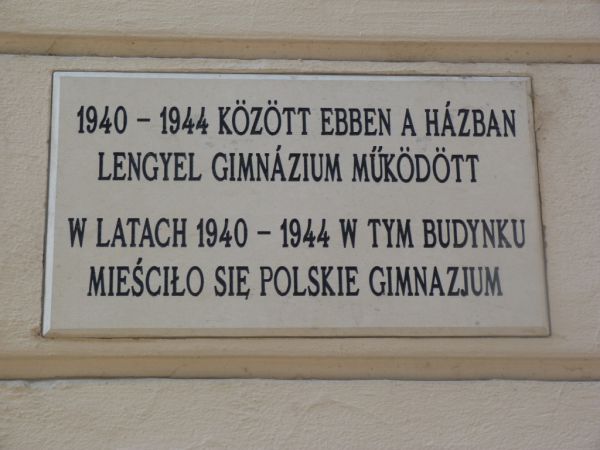 1940 – 1944 KÖZÖTT EBBEN A HÁZBAN
LENGYEL GIMNÁZIUM MŰKÖDÖTT
W LATACH 1940 – 1944 W TYM BUDYNKU
MIEŚCIŁO SIĘ POLSKIE GIMNAZJUM